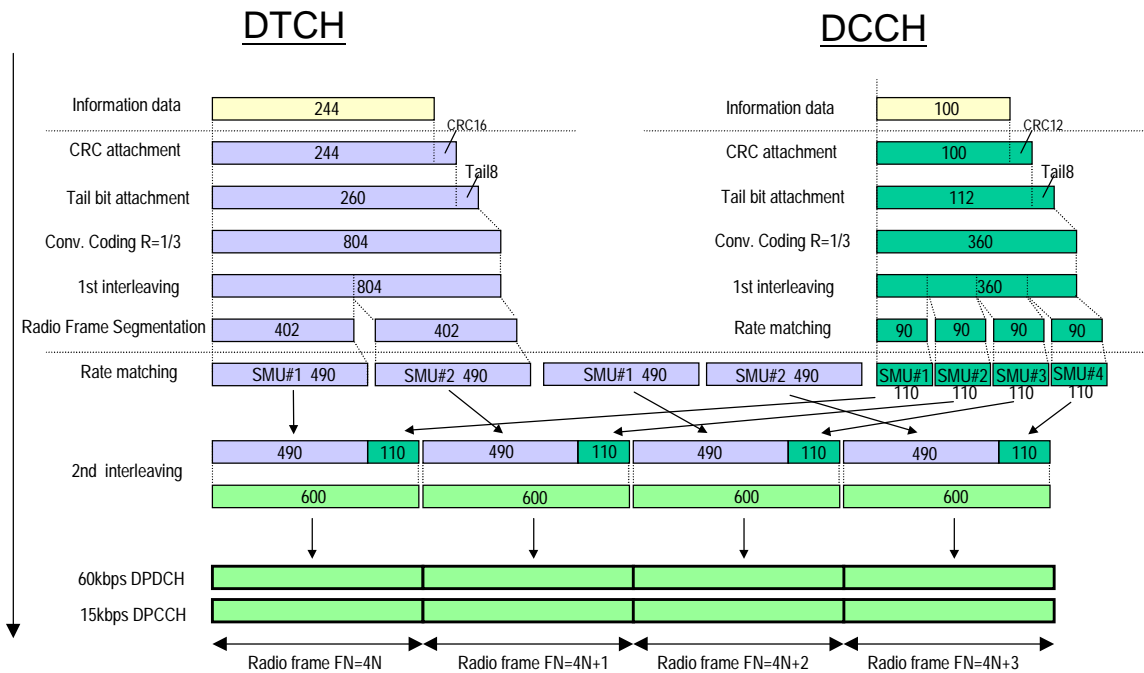 DTCH DCCH
Information data 244 Information data 100
CRC16 CRC12
CRC attachment 244 CRC attachment 100
Tail8 Tail8
Tail bit attachment 260 Tail bit attachment 112
Conv. Coding R=1/3 804 Conv. Coding R=1/3 360
1st interleaving 804 1st interleaving 360
Radio Frame Segmentation 402 402 Rate matching 90 90 90 90
Rate matching SMU#1 490 SMU#2 490 SMU#1 490 SMU#2 490 SMU#1 SMU#2 SMU#3 SMU#4
110 110 110 110
490 110 490 110 490 110 490 110
2nd interleaving
600 600 600 600
60kbps DPDCH
15kbps DPCCH
Radio frame FN=4N Radio frame FN=4N+1 Radio frame FN=4N+2 Radio frame FN=4N+3